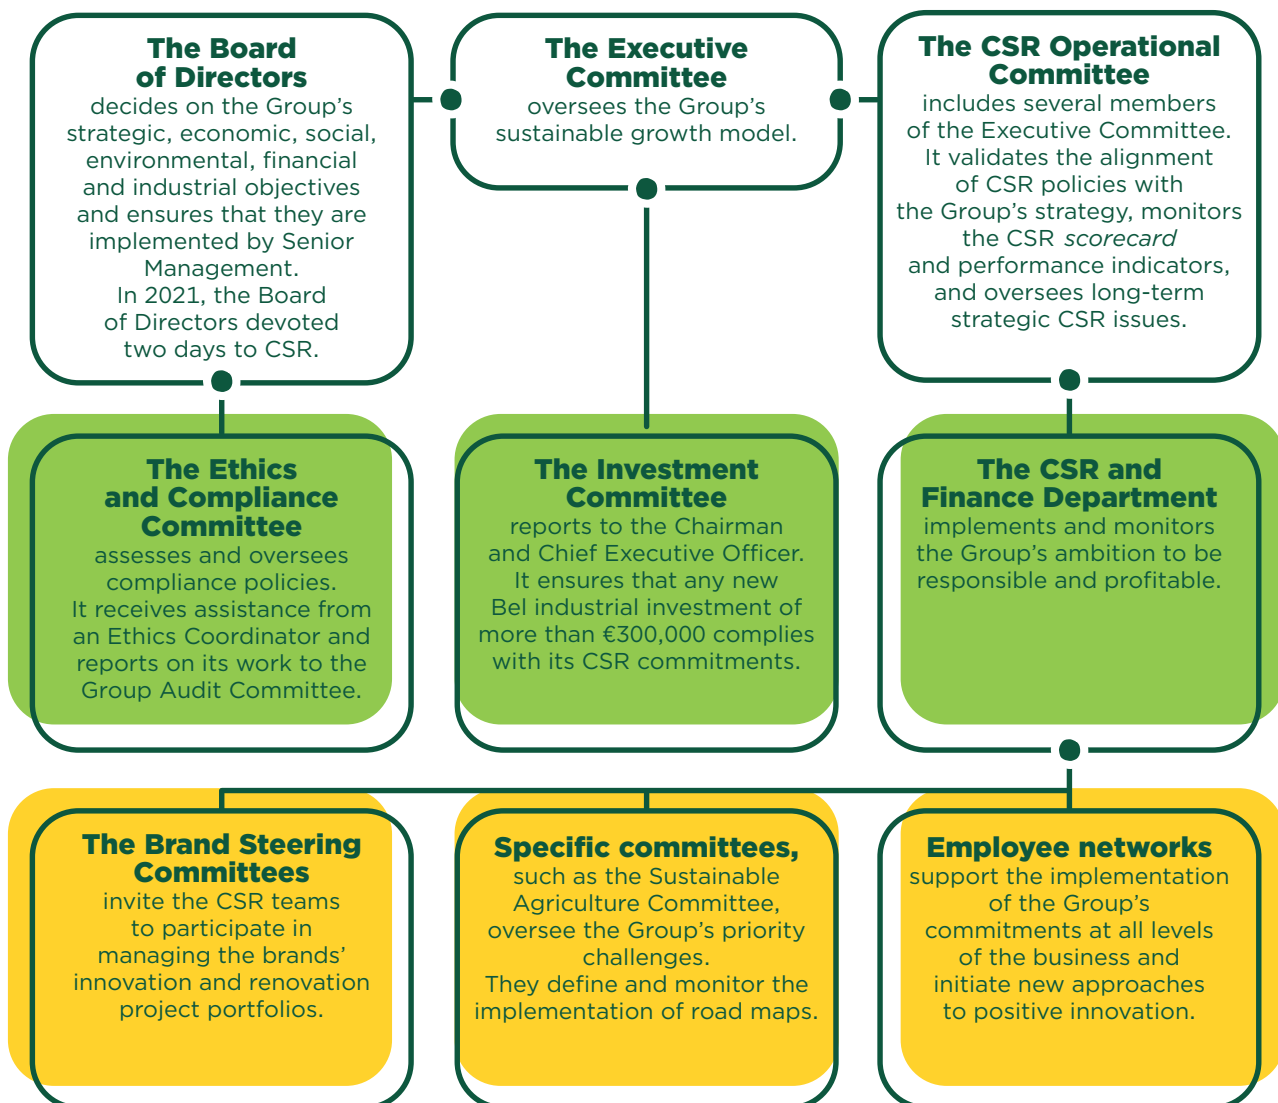 The Board
of Directors
decides on the Group's
strategic, economic, social,
environmental, financial
and industrial objectives
and ensures that they are
implemented by Senior
Management.
In 2021, the Board
of Directors devoted
two days to CSR.
The Executive
Committee
oversees the Group's
sustainable growth model.
The CSR Operational
Committee
includes several members
of the Executive Committee.
It validates the alignment
of CSR policies with
the Group's strategy, monitors
the CSR scorecard
and performance indicators,
and oversees long-term
strategic CSR issues.
The Ethics
and Compliance
Committee
assesses and oversees
compliance policies.
It receives assistance from
an Ethics Coordinator and
reports on its work to the
Group Audit Committee.
The Investment
Committee
reports to the Chairman
and Chief Executive Officer.
It ensures that any new
Bel industrial investment of
more than €300,000 complies
with its CSR commitments.
The CSR and
Finance Department
implements and monitors
the Group's ambition to be
responsible and profitable.
The Brand Steering
Committees
invite the CSR teams
to participate in
managing the brands'
innovation and renovation
project portfolios.
Specific committees,
such as the Sustainable
Agriculture Committee,
oversee the Group's priority
challenges.
They define and monitor the
implementation of road maps.
Employee networks
support the implementation
of the Group's
commitments at all levels
of the business and
initiate new approaches
to positive innovation.